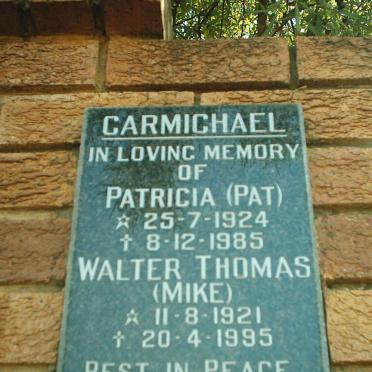 CARMICHAEL
IN LOVING MEMORY
OF
PATRICIA (PAT)
☆ 25-7-1924
† 8-12-1985
WALTER THOMAS
(MIKE)
☆ 11-8-1921
† 20-4-1995
REST IN PEACE